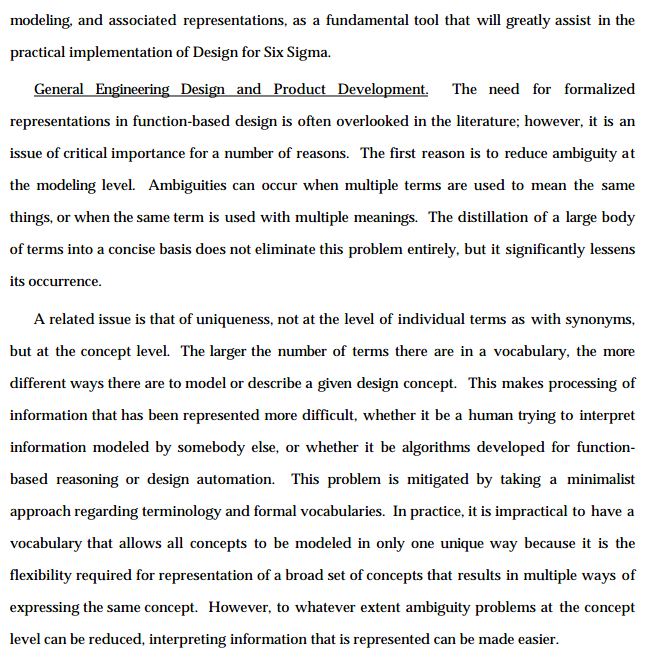 modeling, and associated representations, as a fundamental tool that will greatly assist in the
practical implementation of Design for Six Sigma.
General Engineering Design and Product Development. The need for formalized
representations in function-based design is often overlooked in the literature; however, it is an
issue of critical importance for a number of reasons. The first reason is to reduce ambiguity at
the modeling level. Ambiguities can occur when multiple terms are used to mean the same
things, or when the same term is used with multiple meanings. The distillation of a large body
of terms into a concise basis does not eliminate this problem entirely, but it significantly lessens
its occurrence.
A related issue is that of uniqueness, not at the level of individual terms as with synonyms,
but at the concept level. The larger the number of terms there are in a vocabulary, the more
different ways there are to model or describe a given design concept. This makes processing of
information that has been represented more difficult, whether it be a human trying to interpret
information modeled by somebody else, or whether it be algorithms developed for function-
based reasoning or design automation. This problem is mitigated by taking a minimalist
approach regarding terminology and formal vocabularies. In practice, it is impractical to have a
vocabulary that allows all concepts to be modeled in only one unique way because it is the
flexibility required for representation of a broad set of concepts that results in multiple ways of
expressing the same concept. However, to whatever extent ambiguity problems at the concept
level can be reduced, interpreting information that is represented can be made easier.